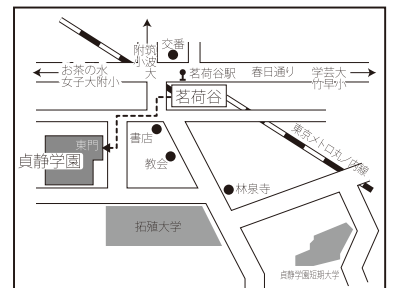 筑波大
附小
交番
お茶の水
女子大附小
茗荷谷駅
春日通り
学芸大
竹早小
茗荷谷
東京メトロ丸ノ内線
東門
書店
貞静学園
教会
林泉寺
拓殖大学
貞静学園短期大学